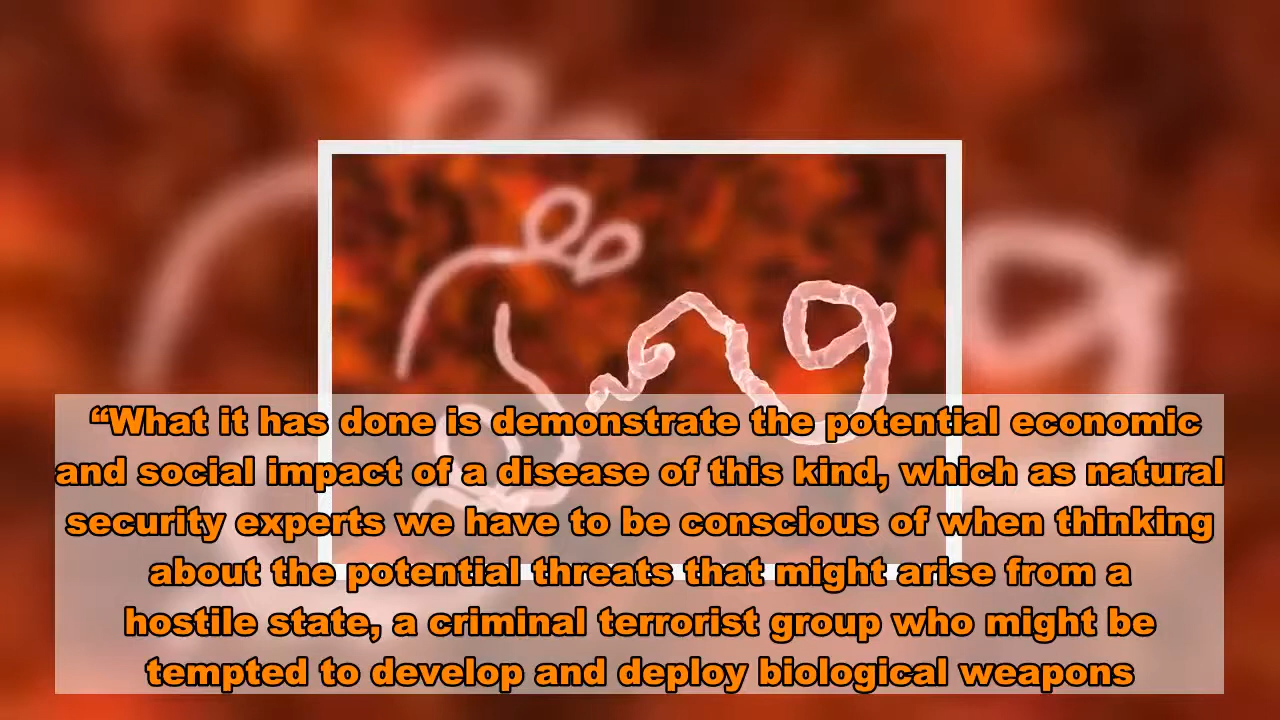 “What it has done is demonstrate the potential economic
and social impact of a disease of this kind, which as natural
security experts we have to be conscious of when thinking
about the potential threats that might arise from a
hostile state, a criminal terrorist group who might be
tempted to develop and deploy biological weapons